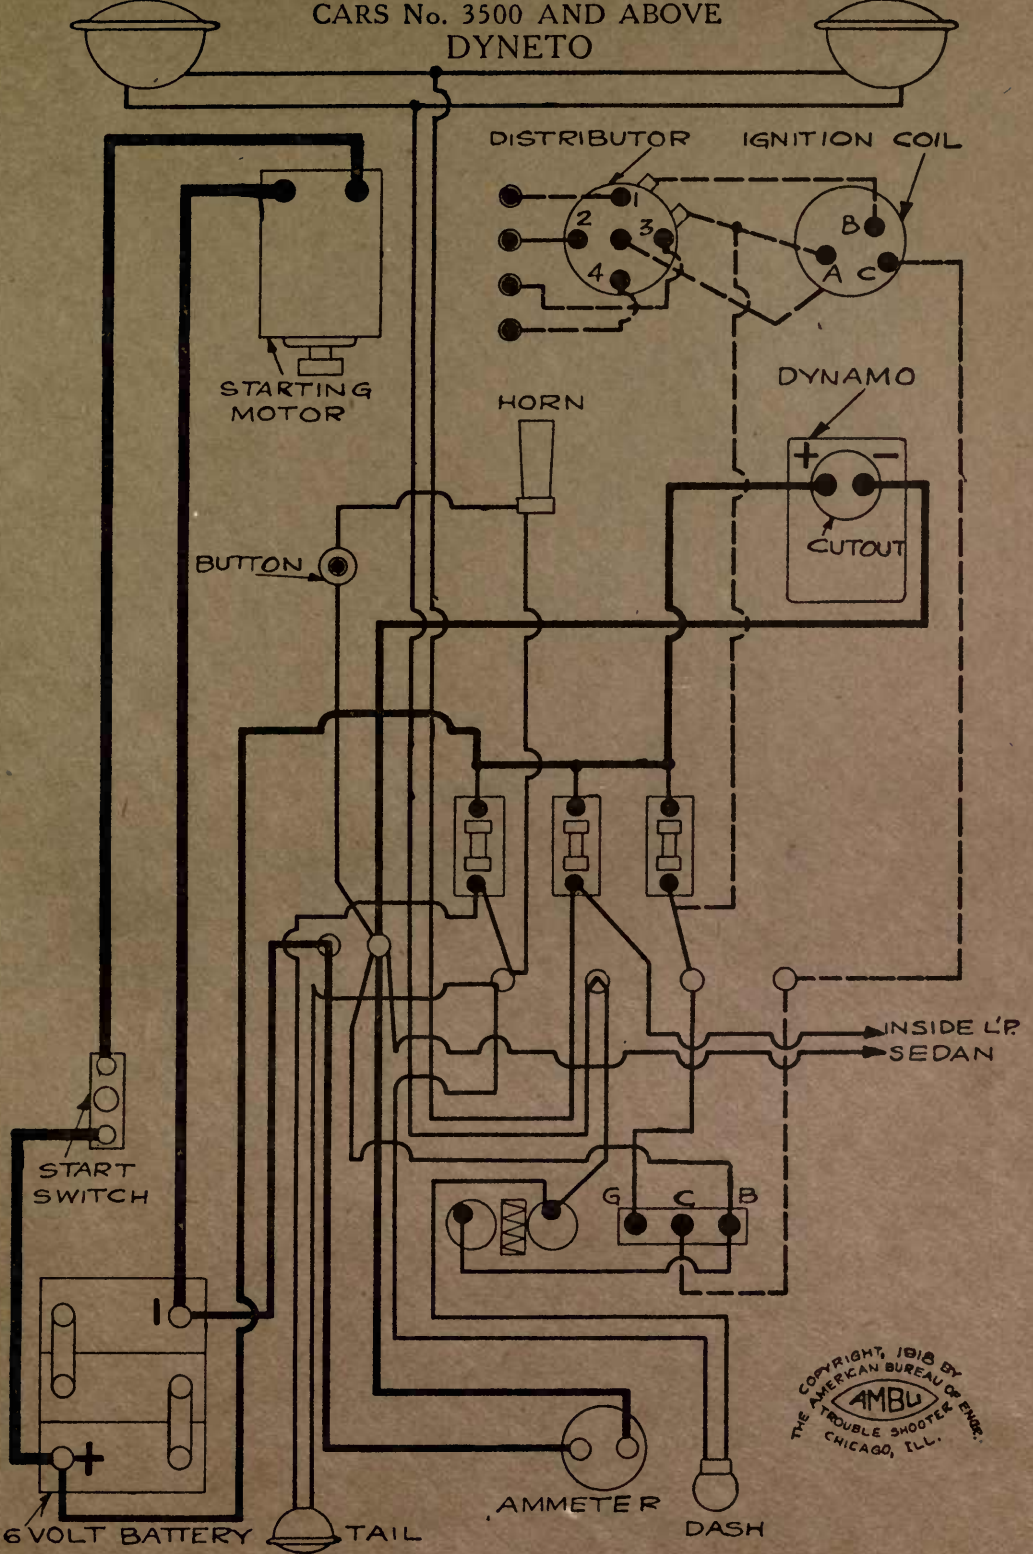 CARS No. 3500 AND ABOVE
DYNETO
DISTRIBUTOR
IGNITION COIL
1
2
3
4
B
A
C
STARTING
MOTOR
HORN
DYNAMO
+
−
CUTOUT
BUTTON
INSIDE L'P.
SEDAN
START
SWITCH
G
C
B
+
6 VOLT BATTERY
TAIL
AMMETER
DASH
COPYRIGHT, 1918 BY
THE AMERICAN BUREAU OF ENGR.
AMBU
TROUBLE SHOOTER
CHICAGO, ILL.